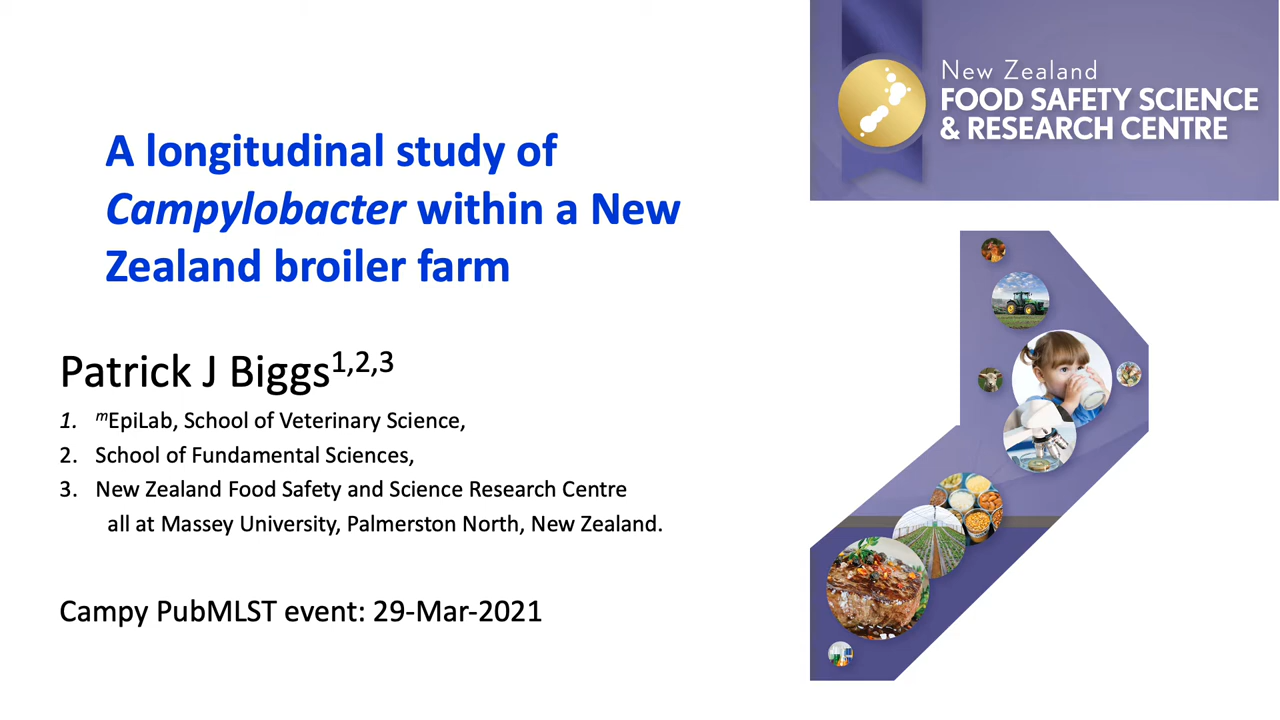 A longitudinal study of
Campylobacter within a New
Zealand broiler farm
Patrick J Biggs1,2,3
1. mEpiLab, School of Veterinary Science,
2. School of Fundamental Sciences,
3. New Zealand Food Safety and Science Research Centre
all at Massey University, Palmerston North, New Zealand.
Campy PubMLST event: 29-Mar-2021
New Zealand
FOOD SAFETY SCIENCE
& RESEARCH CENTRE